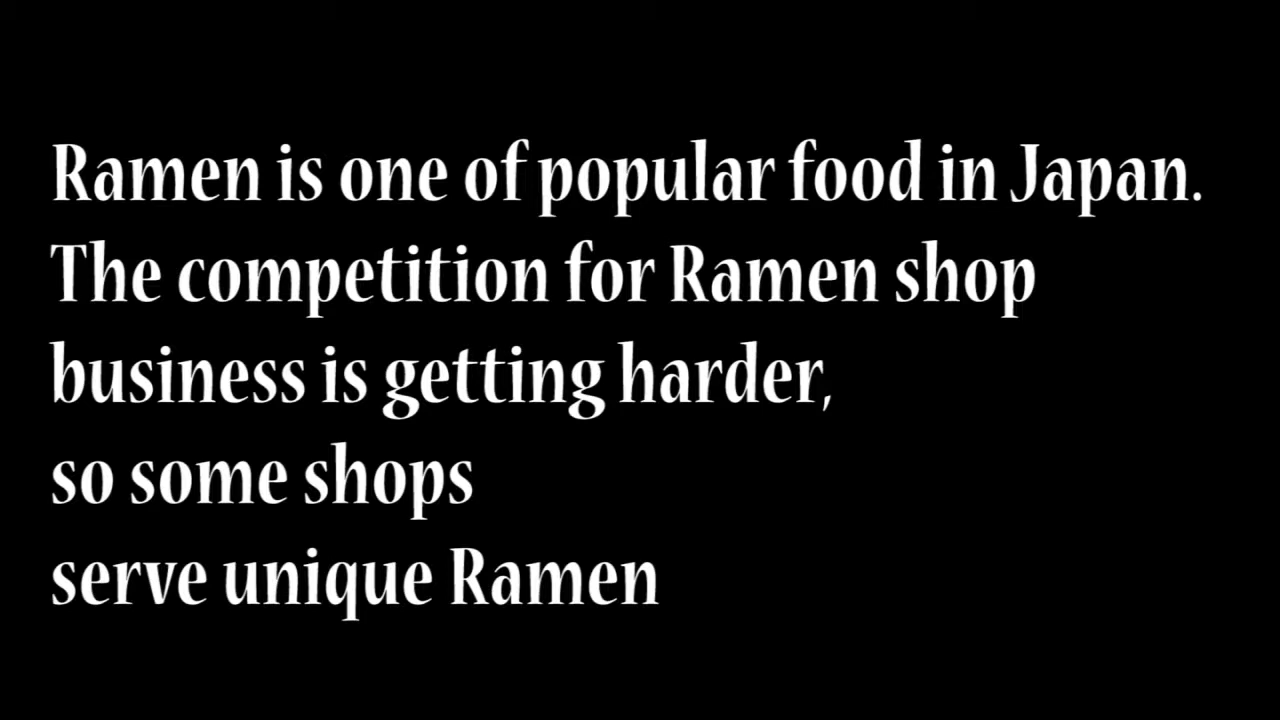 Ramen is one of popular food in Japan.
The competition for Ramen shop
business is getting harder,
so some shops
serve unique Ramen